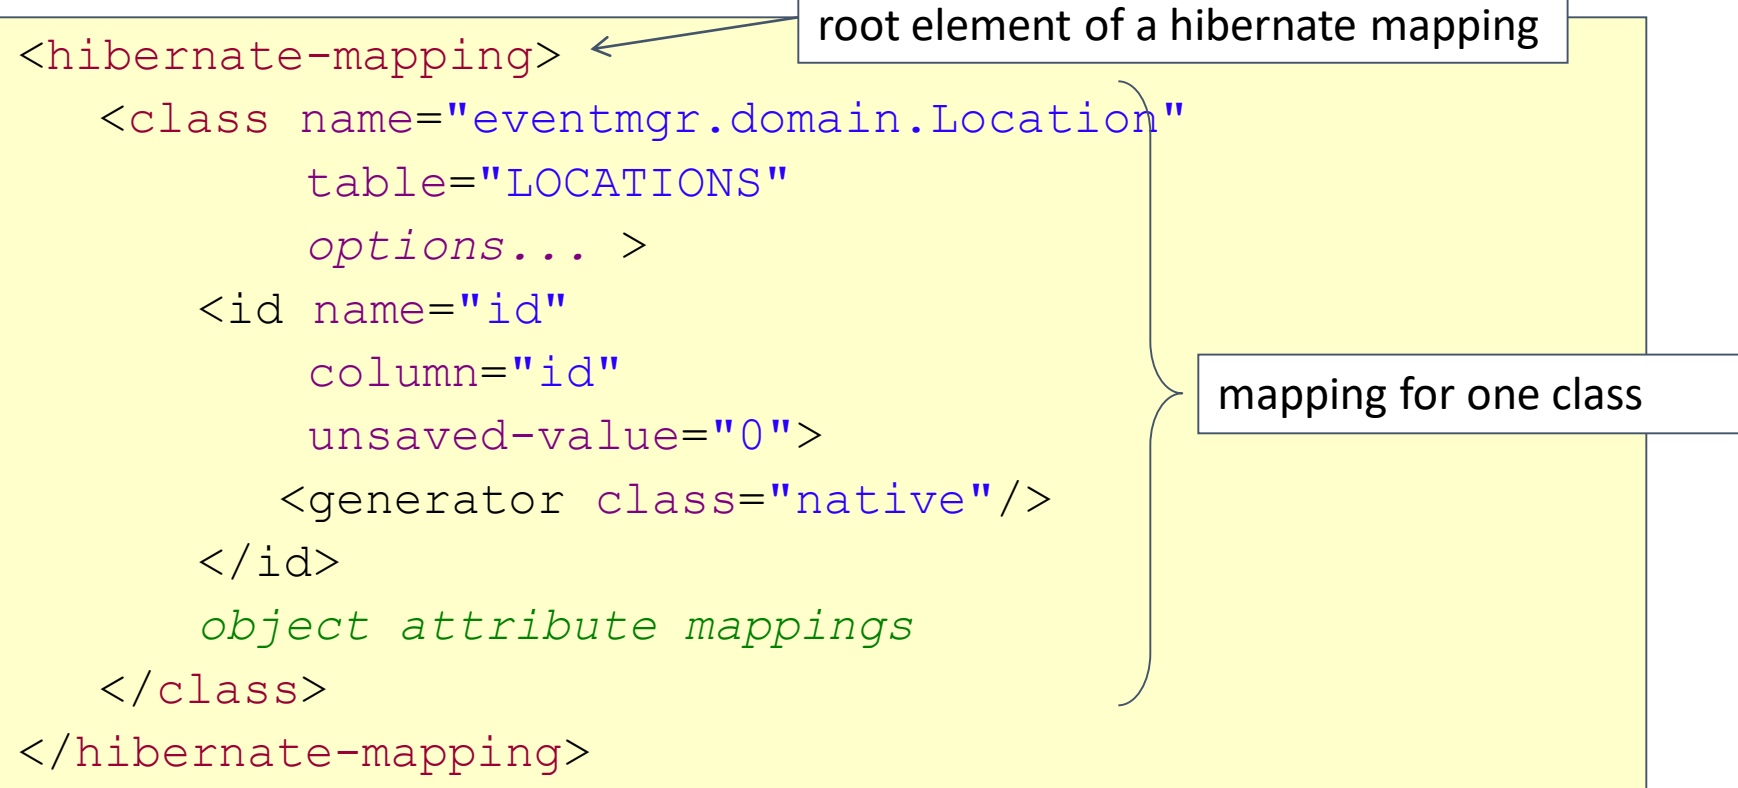 root element of a hibernate mapping
<hibernate-mapping>
<class name="eventmgr.domain.Location"
table="LOCATIONS"
options... >
<id name="id"
column="id"
unsaved-value="0">
<generator class="native"/>
</id>
object attribute mappings
</class>
</hibernate-mapping>
mapping for one class